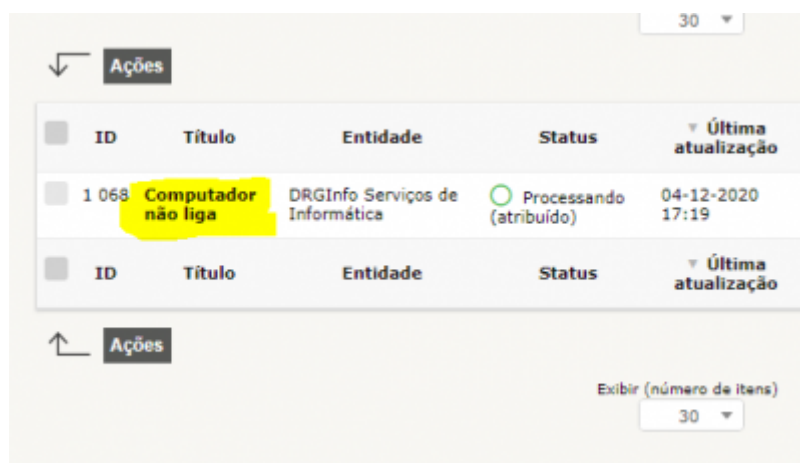 30
Ações
ID Título Entidade Status Última
atualização
1 068 Computador DRGInfo Serviços de Processando 04-12-2020
não liga Informática (atribuído) 17:19
ID Título Entidade Status Última
atualização
Ações
Exibir (número de itens)
30